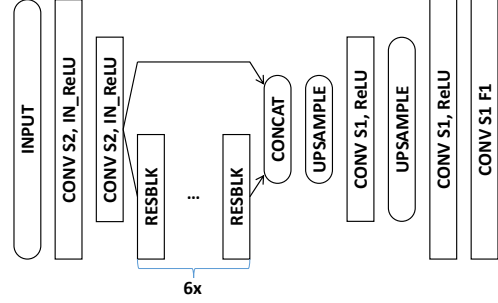 INPUT
CONV S2, IN_ReLU
CONV S2, IN_ReLU
RESBLK
...
RESBLK
6x
CONCAT
UPSAMPLE
CONV S1, ReLU
UPSAMPLE
CONV S1, ReLU
CONV S1 F1